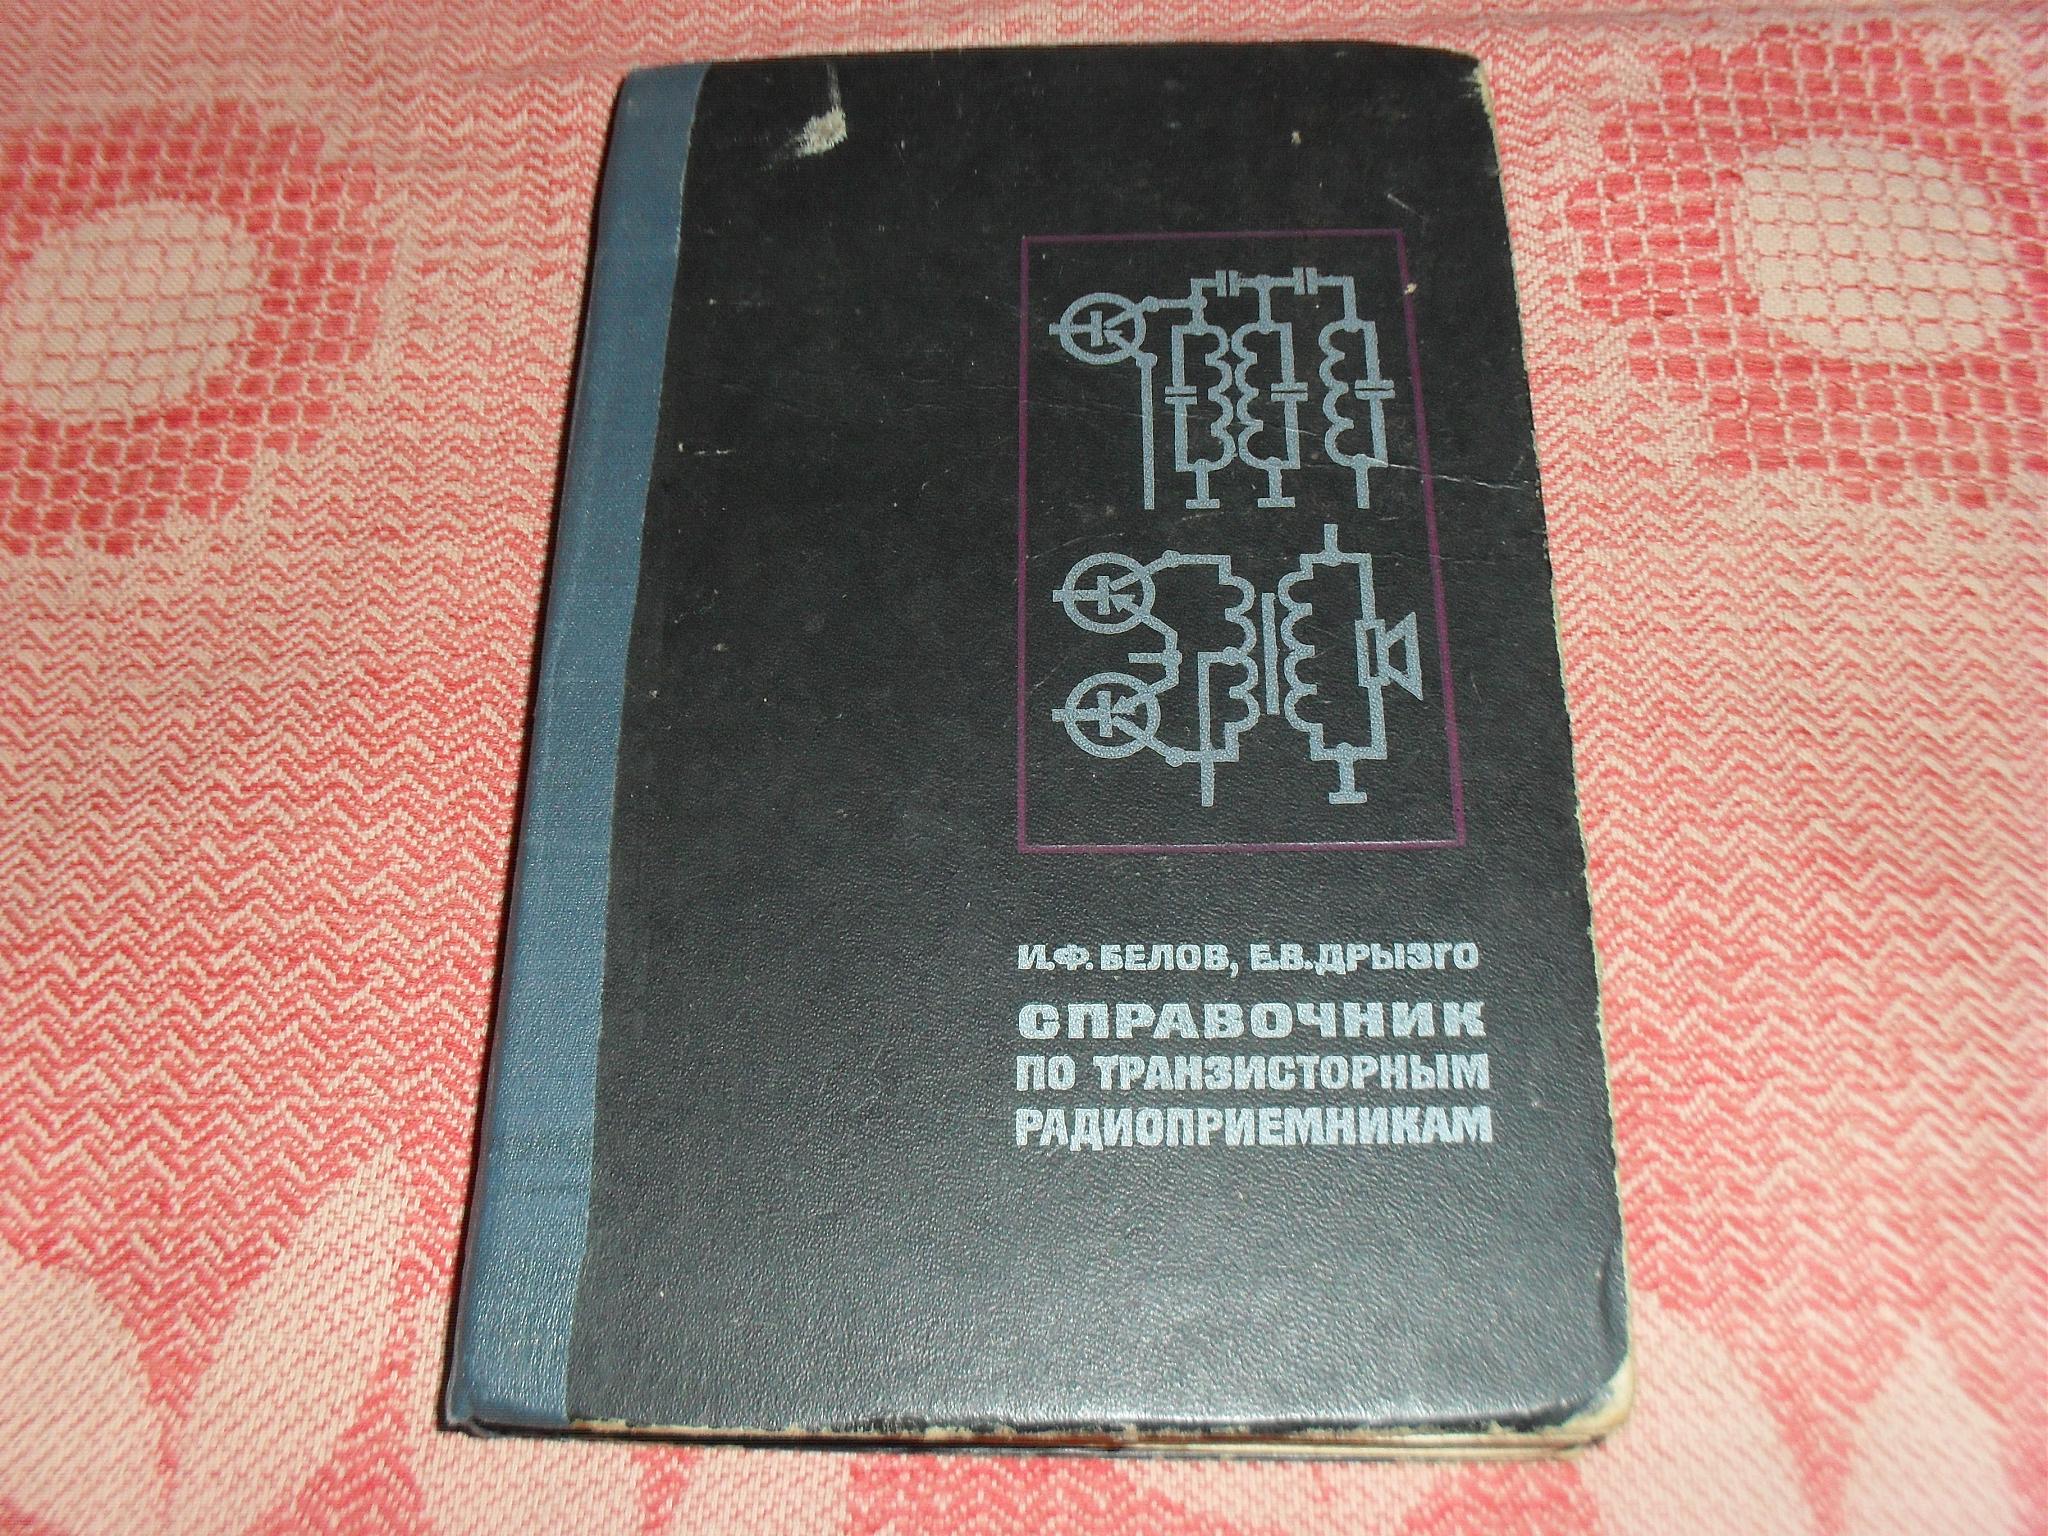 И.Ф. БЕЛОВ, Е.В. ДРЫЗГО
СПРАВОЧНИК
ПО ТРАНЗИСТОРНЫМ
РАДИОПРИЕМНИКАМ